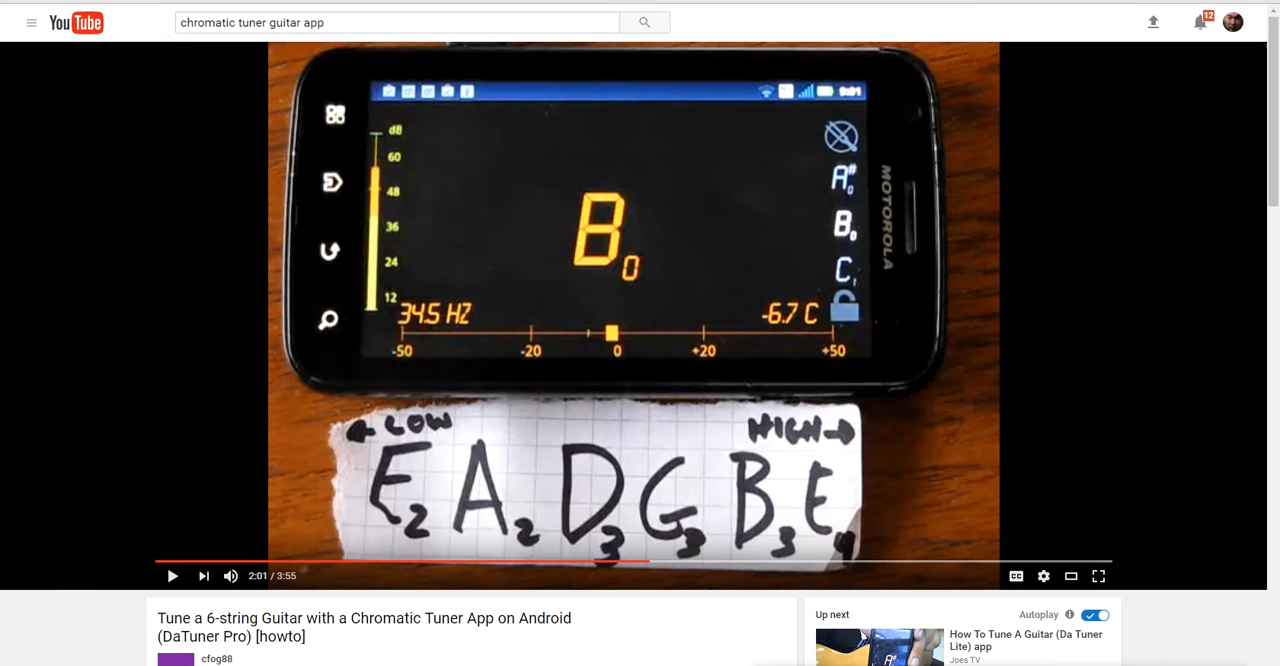 YouTube
chromatic tuner guitar app
12
9:01
dB
60
48
36
24
12
B0
A#0
B0
C1
34.5 HZ
-6.7 C
-50 -20 0 +20 +50
MOTOROLA
← LOW HIGH →
E2 A2 D3 G3 B3 E4
2:01 / 3:55
CC
Tune a 6-string Guitar with a Chromatic Tuner App on Android
(DaTuner Pro) [howto]
cfog88
Up next
Autoplay
How To Tune A Guitar (Da Tuner
Lite) app
Joes TV
A#